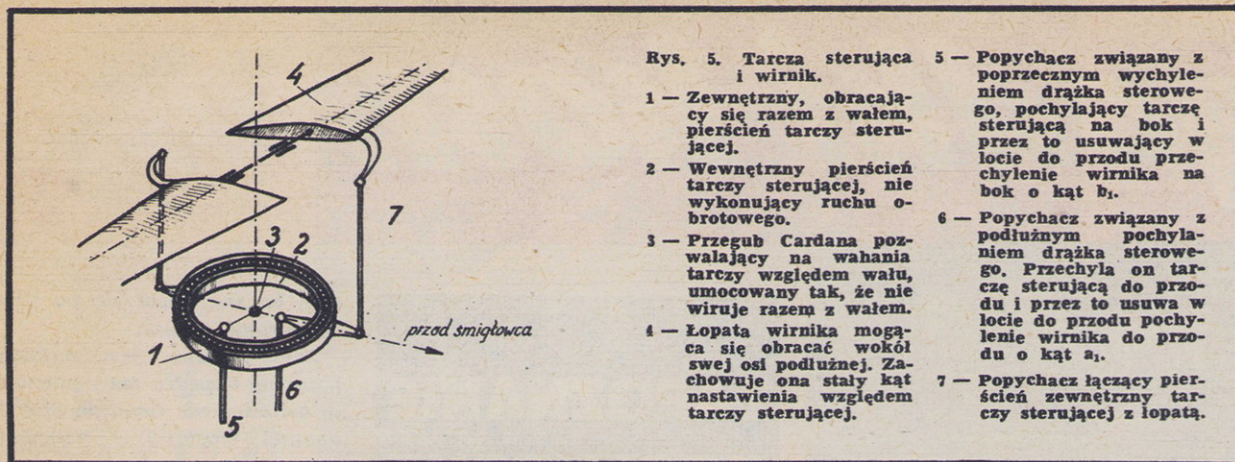 4
7
3
2
1
5
6
przód śmigłowca
Rys. 5. Tarcza sterująca
i wirnik.
1 — Zewnętrzny, obracają-
cy się razem z wałem,
pierścień tarczy steru-
jącej.
2 — Wewnętrzny pierścień
tarczy sterującej, nie
wykonujący ruchu o-
brotowego.
3 — Przegub Cardana poz-
walający na wahania
tarczy względem wału,
umocowany tak, że nie
wiruje razem z wałem.
4 — Łopata wirnika mogą-
ca się obracać wokół
swej osi podłużnej. Za-
chowuje ona stały kąt
nastawienia względem
tarczy sterującej.
5 — Popychacz związany z
poprzecznym wychyle-
niem drążka sterowe-
go, pochylający tarczę
sterującą na bok i
przez to usuwający w
locie do przodu prze-
chylenie wirnika na
bok o kąt b₁.
6 — Popychacz związany z
podłużnym pochyla-
niem drążka sterowe-
go. Przechyla on tar-
czę sterującą do przo-
du i przez to usuwa w
locie do przodu pochy-
lenie wirnika do przo-
du o kąt a₁.
7 — Popychacz łączący pier-
ścień zewnętrzny tar-
czy sterującej z łopatą.